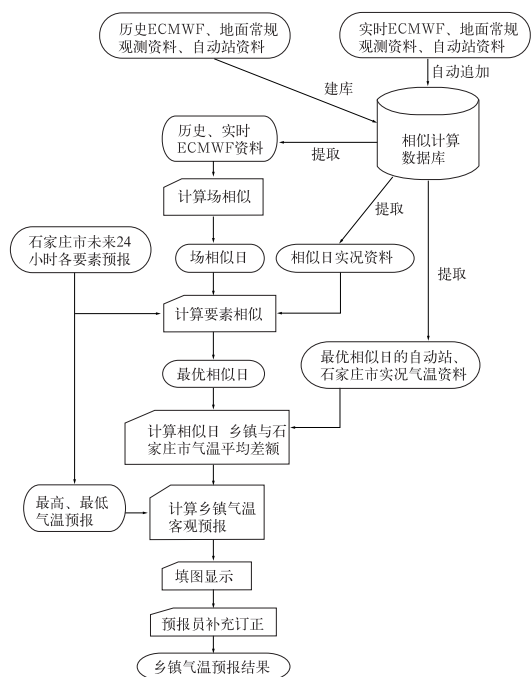 历史ECMWF、地面常规
观测资料、自动站资料
实时ECMWF、地面常规
观测资料、自动站资料
自动追加
建库
相似计算
数据库
历史、实时
ECMWF资料
提取
计算场相似
提取
石家庄市未来24
小时各要素预报
场相似日
相似日实况资料
提取
计算要素相似
最优相似日的自动站、
石家庄市实况气温资料
最优相似日
计算相似日 乡镇与石
家庄市气温平均差额
最高、最低
气温预报
计算乡镇气温
客观预报
填图显示
预报员补充订正
乡镇气温预报结果